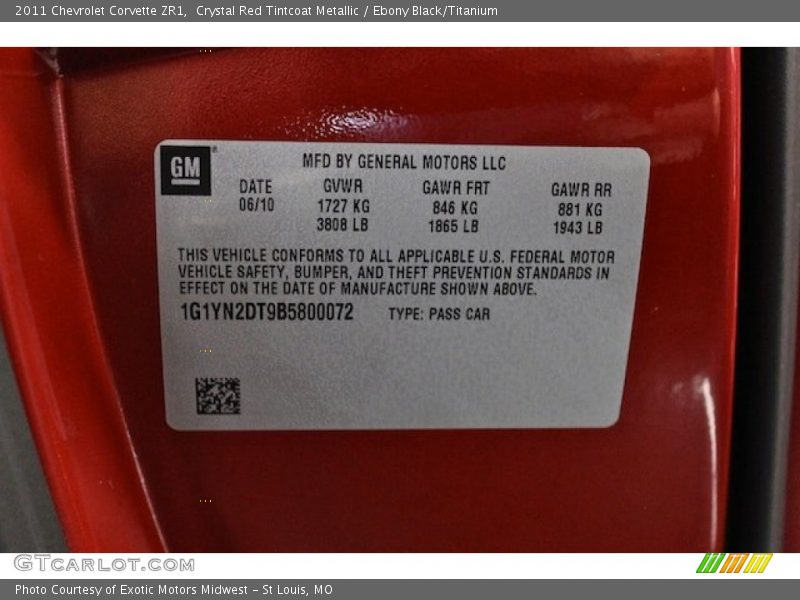 2011 Chevrolet Corvette ZR1, Crystal Red Tintcoat Metallic / Ebony Black/Titanium
GM
MFD BY GENERAL MOTORS LLC
DATE GVWR GAWR FRT GAWR RR
06/10 1727 KG 846 KG 881 KG
3808 LB 1865 LB 1943 LB
THIS VEHICLE CONFORMS TO ALL APPLICABLE U.S. FEDERAL MOTOR
VEHICLE SAFETY, BUMPER, AND THEFT PREVENTION STANDARDS IN
EFFECT ON THE DATE OF MANUFACTURE SHOWN ABOVE.
1G1YN2DT9B5800072 TYPE: PASS CAR
GTCARLOT.COM
Photo Courtesy of Exotic Motors Midwest - St Louis, MO